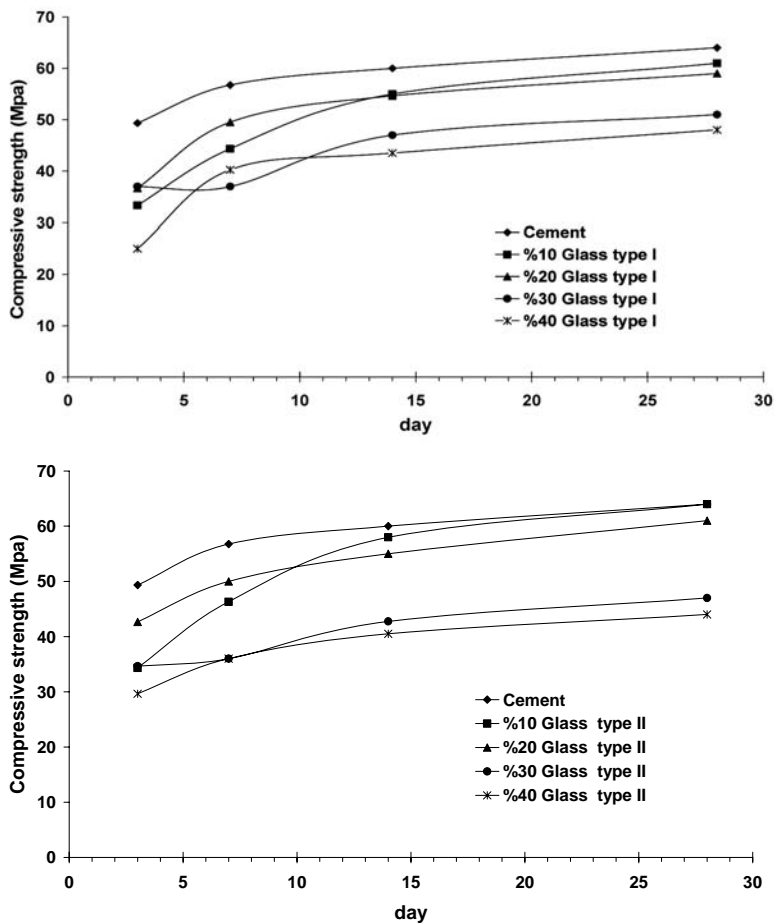 70
60
50
40
30
20
10
0
Compressive strength (Mpa)
Cement
%10 Glass type I
%20 Glass type I
%30 Glass type I
%40 Glass type I
0 5 10 15 20 25 30
day
70
60
50
40
30
20
10
0
Compressive strength (Mpa)
Cement
%10 Glass type II
%20 Glass type II
%30 Glass type II
%40 Glass type II
0 5 10 15 20 25 30
day